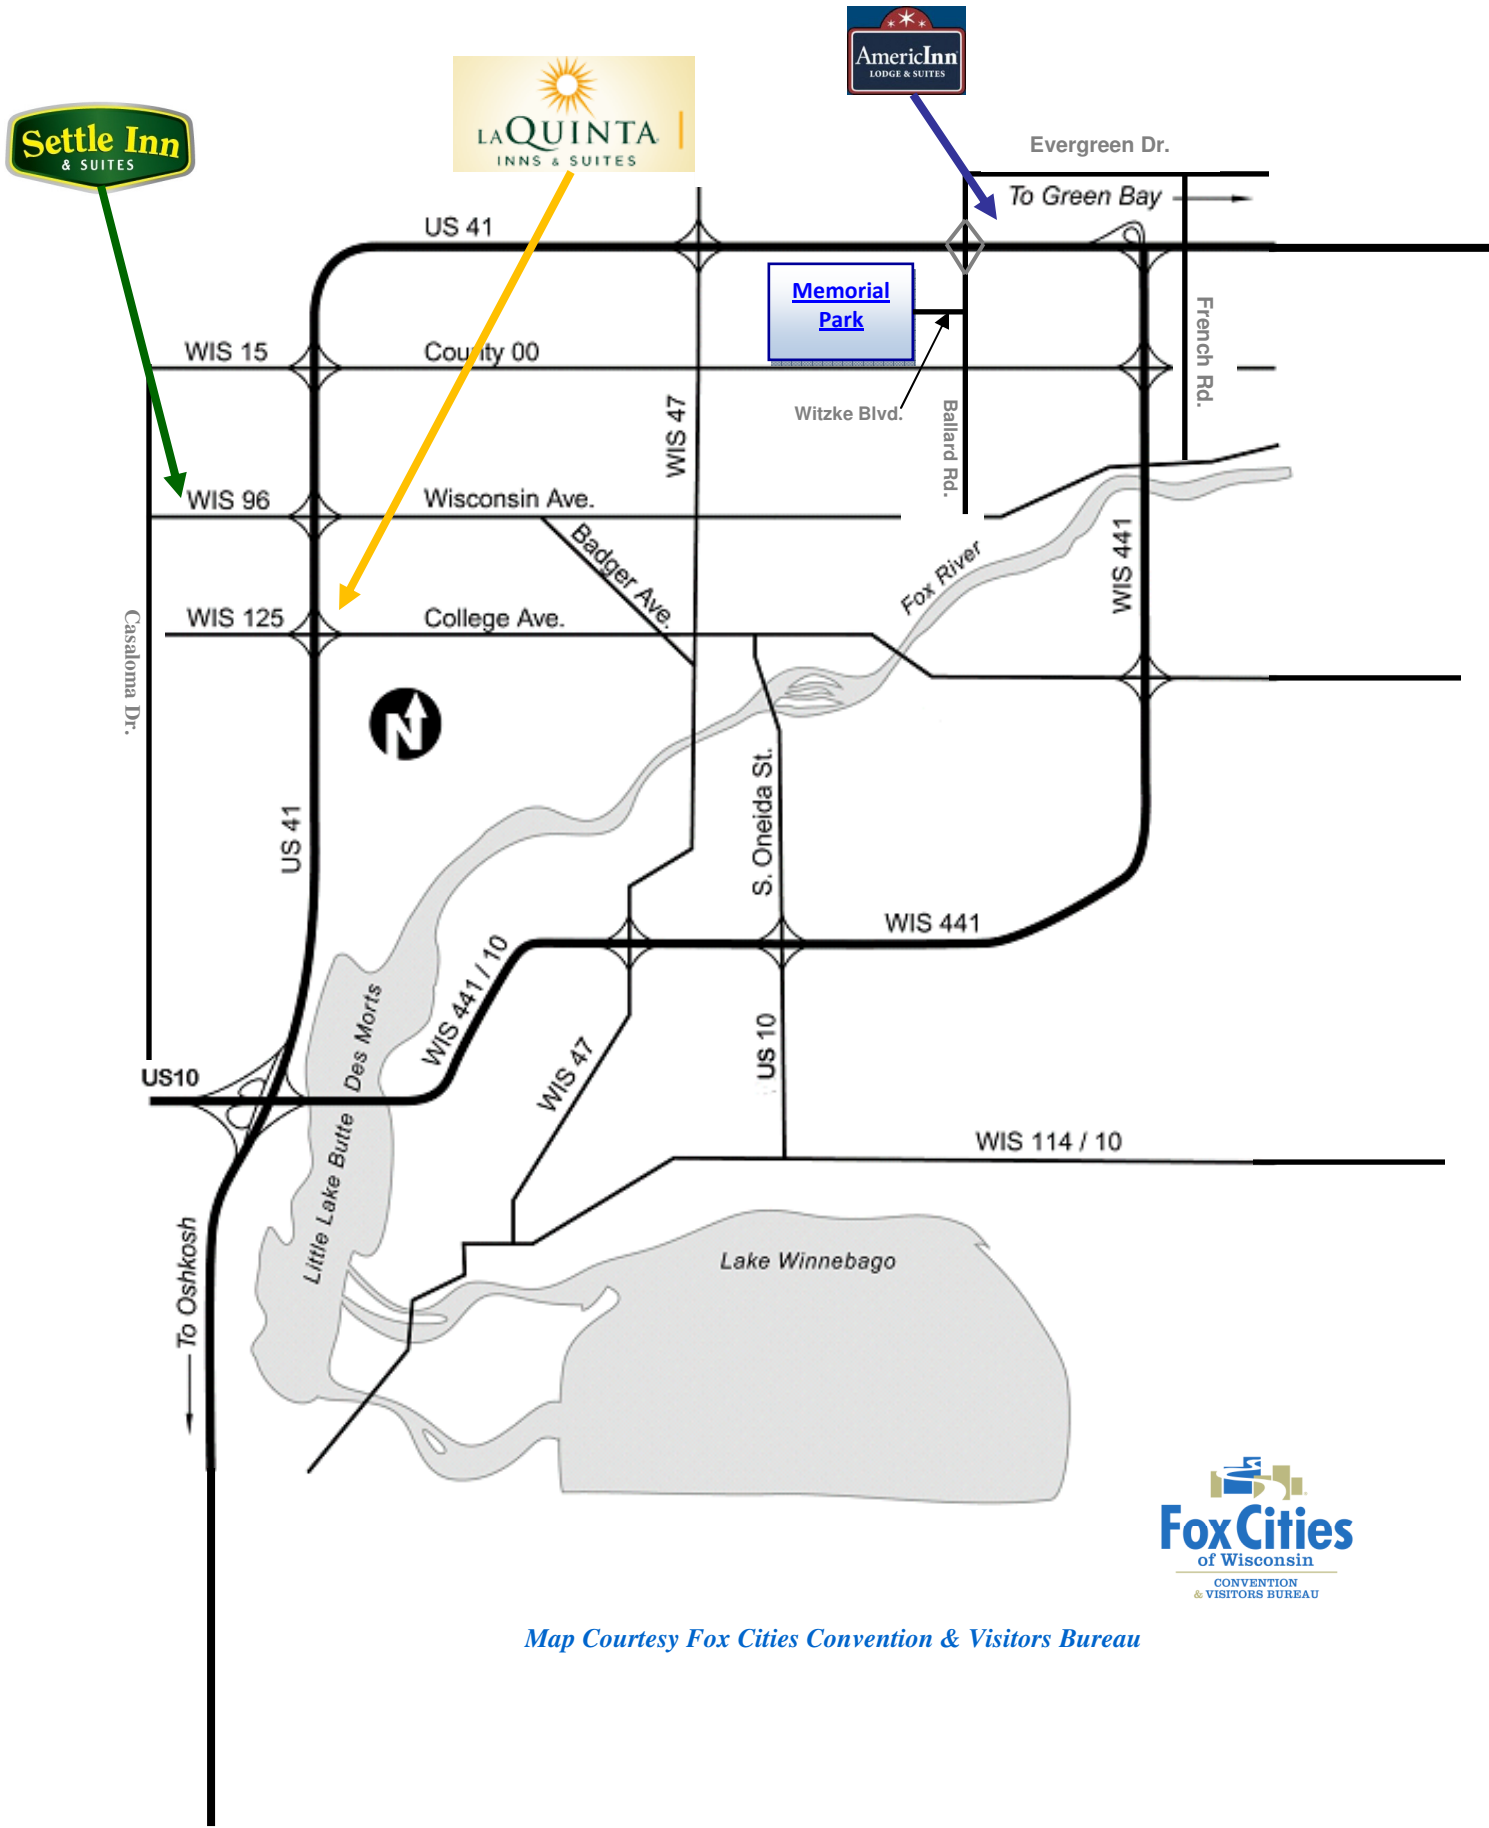 AmericInn
LODGE & SUITES
LA QUINTA
INNS & SUITES
Settle Inn
& SUITES
Evergreen Dr.
To Green Bay
US 41
Memorial
Park
French Rd.
WIS 15
County 00
WIS 47
Witzke Blvd.
Ballard Rd.
WIS 96
Wisconsin Ave.
Badger Ave.
Fox River
WIS 441
WIS 125
College Ave.
Casaloma Dr.
N
US 41
S. Oneida St.
WIS 441
WIS 441 / 10
Little Lake Butte Des Morts
US 10
WIS 47
US10
WIS 114 / 10
To Oshkosh
Lake Winnebago
Fox Cities
of Wisconsin
CONVENTION
& VISITORS BUREAU
Map Courtesy Fox Cities Convention & Visitors Bureau